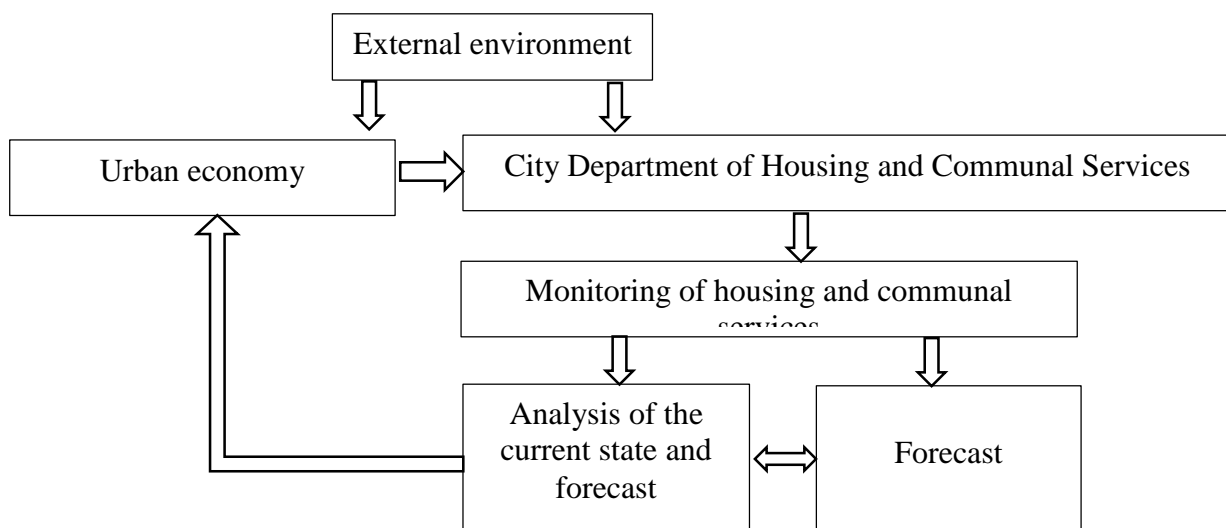 External environment
Urban economy
City Department of Housing and Communal Services
Monitoring of housing and communal
services
Analysis of the
current state and
forecast
Forecast